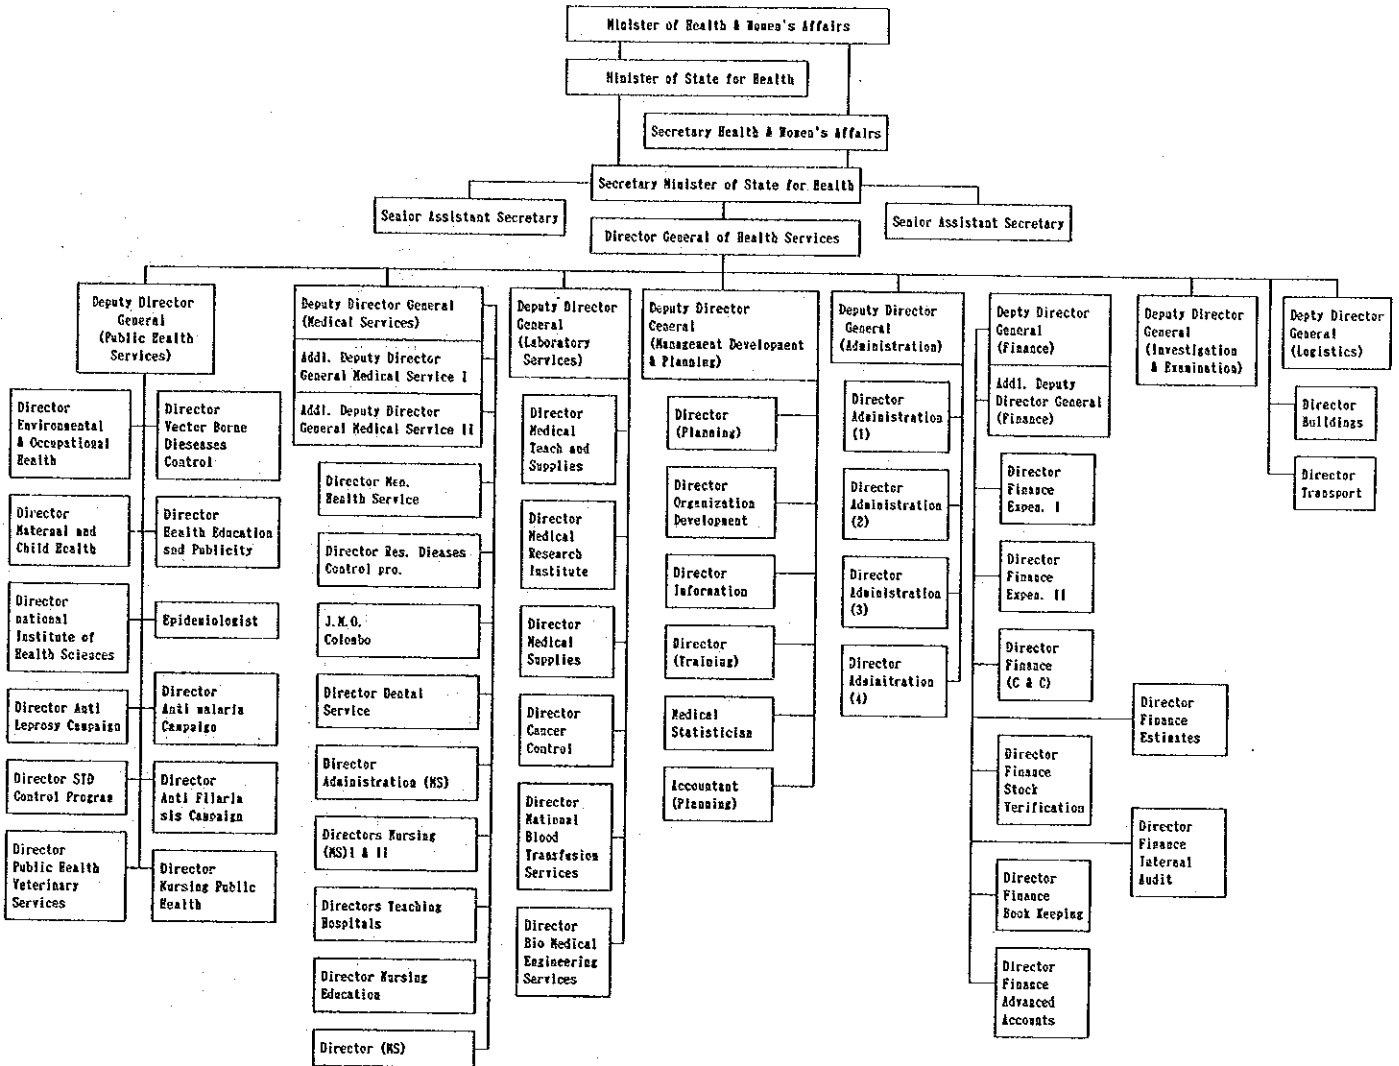 Minister of Health & Women's Affairs
Minister of State for Health
Secretary Health & Women's Affairs
Secretary Minister of State for Health
Senior Assistant Secretary
Senior Assistant Secretary
Director General of Health Services
Deputy Director
General
(Public Health
Services)
Director
Environmental
& Occupational
Health
Director
Vector Borne
Dieseases
Control
Director
Maternal and
Child Health
Director
Health Education
and Publicity
Director
national
Institute of
Health Sciences
Epidemiologist
Director Anti
Leprosy Campaign
Director
Anti malaria
Campaign
Director STD
Control Program
Director
Anti Filaria
sis Campaign
Director
Public Health
Veterinary
Services
Director
Nursing Public
Health
Deputy Director General
(Medical Services)
Addl. Deputy Director
General Medical Service I
Addl. Deputy Director
General Medical Service II
Director Men.
Health Service
Director Res. Dieases
Control pro.
J.M.O.
Colombo
Director Dental
Service
Director
Administration (MS)
Directors Nursing
(MS)I & II
Directors Teaching
Hospitals
Director Nursing
Education
Director (MS)
Deputy Director
General
(Laboratory
Services)
Director
Medical
Teach and
Supplies
Director
Medical
Research
Institute
Director
Medical
Supplies
Director
Cancer
Control
Director
National
Blood
Transfusion
Services
Director
Bio Medical
Engineering
Services
Deputy Director
General
(Management Development
& Planning)
Director
(Planning)
Director
Organization
Development
Director
Information
Director
(Training)
Medical
Statistician
Accountant
(Planning)
Deputy Director
General
(Administration)
Director
Administration
(1)
Director
Administration
(2)
Director
Administration
(3)
Director
(4)
Depty Director
General
(Finance)
Addl. Deputy
Director General
(Finance)
Director
Finance
Expen. I
Director
Finance
Expen. II
Director
Finance
(C & C)
Director
Finance
Estimates
Director
Finance
Stock
Verification
Director
Finance
Internal
Audit
Director
Finance
Book Keeping
Director
Finance
Advanced
Accounts
Deputy Director
General
(Investigation
& Examination)
Depty Director
General
(Logistics)
Director
Buildings
Director
Transport